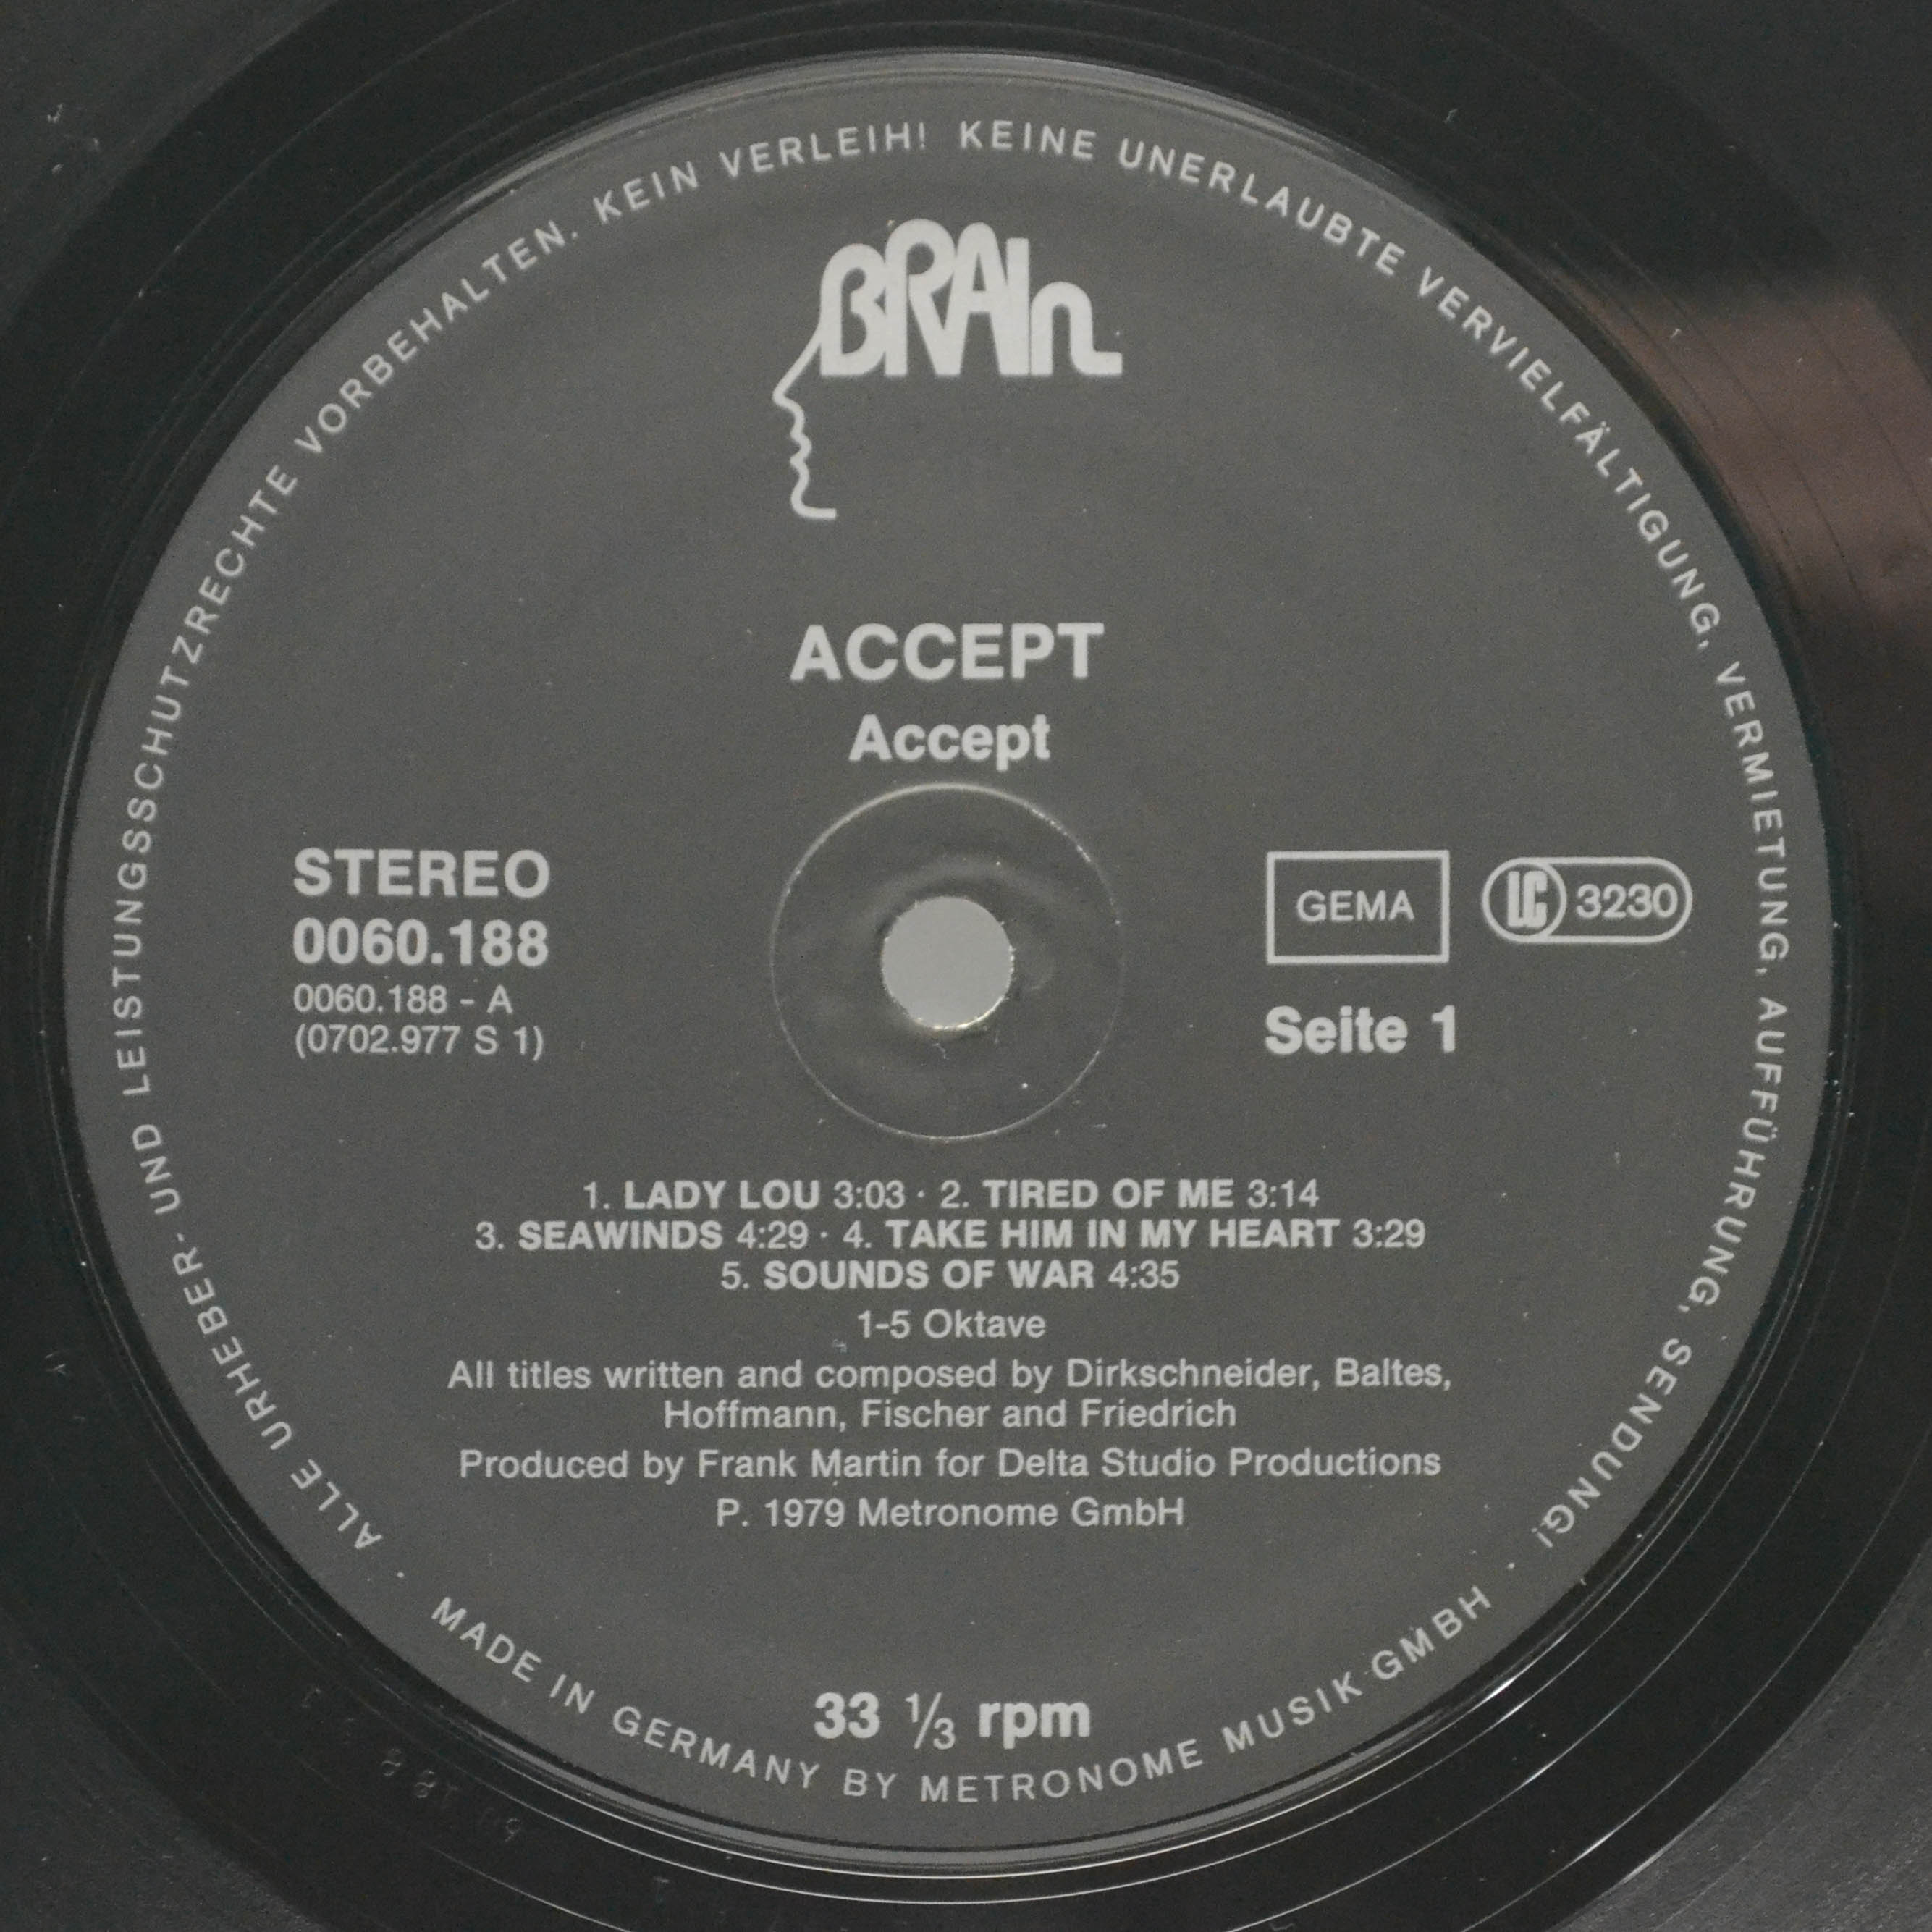 ALLE URHEBER- UND LEISTUNGSSCHUTZRECHTE VORBEHALTEN. KEIN VERLEIH! KEINE UNERLAUBTE VERVIELFÄLTIGUNG, VERMIETUNG, AUFFÜHRUNG, SENDUNG!
BRAIn
ACCEPT
Accept
STEREO
0060.188
0060.188 - A
(0702.977 S 1)
GEMA
LC 3230
Seite 1
1. LADY LOU 3:03 · 2. TIRED OF ME 3:14
3. SEAWINDS 4:29 · 4. TAKE HIM IN MY HEART 3:29
5. SOUNDS OF WAR 4:35
1-5 Oktave
All titles written and composed by Dirkschneider, Baltes,
Hoffmann, Fischer and Friedrich
Produced by Frank Martin for Delta Studio Productions
P. 1979 Metronome GmbH
33 ⅓ rpm
· MADE IN GERMANY BY METRONOME MUSIK GMBH ·